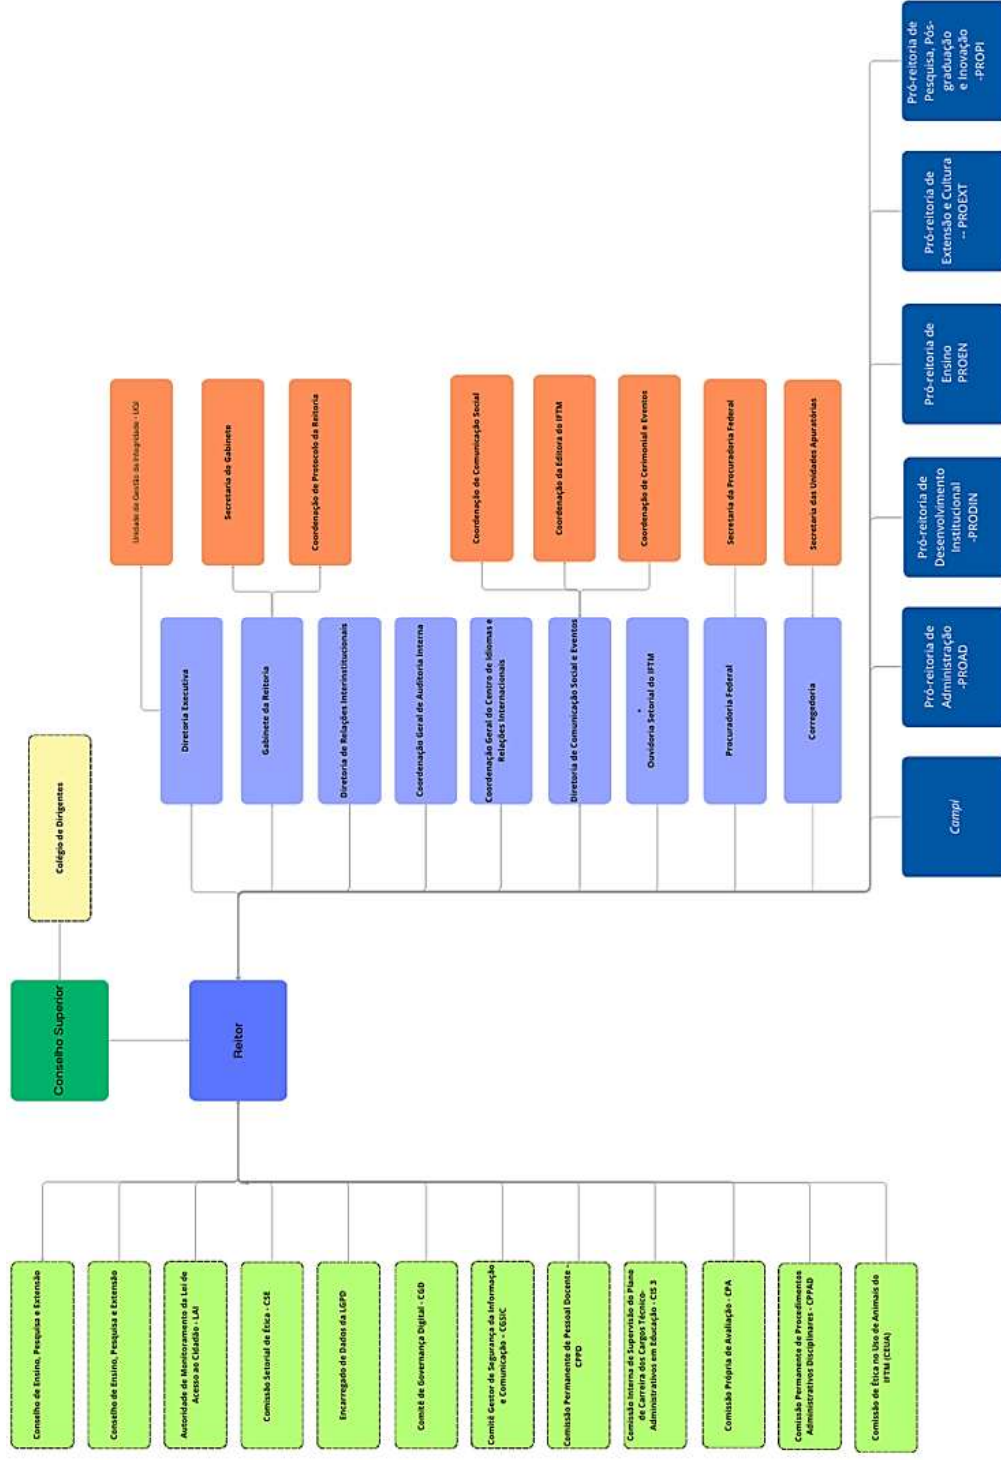 Conselho Superior
Colégio de Dirigentes
Reitor
Conselho de Ensino, Pesquisa e Extensão
Conselho de Ensino, Pesquisa e Extensão
Autoridade de Monitoramento da Lei de
Acesso ao Cidadão - LAI
Comissão Setorial de Ética - CSE
Encarregado de Dados da LGPD
Comitê de Governança Digital - CGD
Comitê Gestor de Segurança da Informação
e Comunicação - CGSIC
Comissão Permanente de Pessoal Docente -
CPPD
Comissão Interna de Supervisão do Plano
de Carreira dos Cargos Técnico-
Administrativos em Educação - CIS 3
Comissão Própria de Avaliação - CPA
Comissão Permanente de Procedimentos
Administrativos Disciplinares - CPPAD
Comissão de Ética no Uso de Animais do
IFTM (CEUA)
Diretoria Executiva
Unidade de Gestão da Integridade - UGI
Gabinete da Reitoria
Secretaria do Gabinete
Coordenação de Protocolo da Reitoria
Diretoria de Relações Interinstitucionais
Coordenação Geral de Auditoria Interna
Coordenação Geral do Centro de Idiomas e
Relações Internacionais
Diretoria de Comunicação Social e Eventos
Coordenação de Comunicação Social
Coordenação da Editora do IFTM
Coordenação de Cerimonial e Eventos
*
Ouvidoria Setorial do IFTM
Procuradoria Federal
Secretaria da Procuradoria Federal
Corregedoria
Secretaria das Unidades Apuratórias
Campi
Pró-reitoria de
Administração
-PROAD
Pró-reitoria de
Desenvolvimento
Institucional
-PRODIN
Pró-reitoria de
Ensino
PROEN
Pró-reitoria de
Extensão e Cultura
-- PROEXT
Pró-reitoria de
Pesquisa, Pós-
graduação
e Inovação
-PROPI